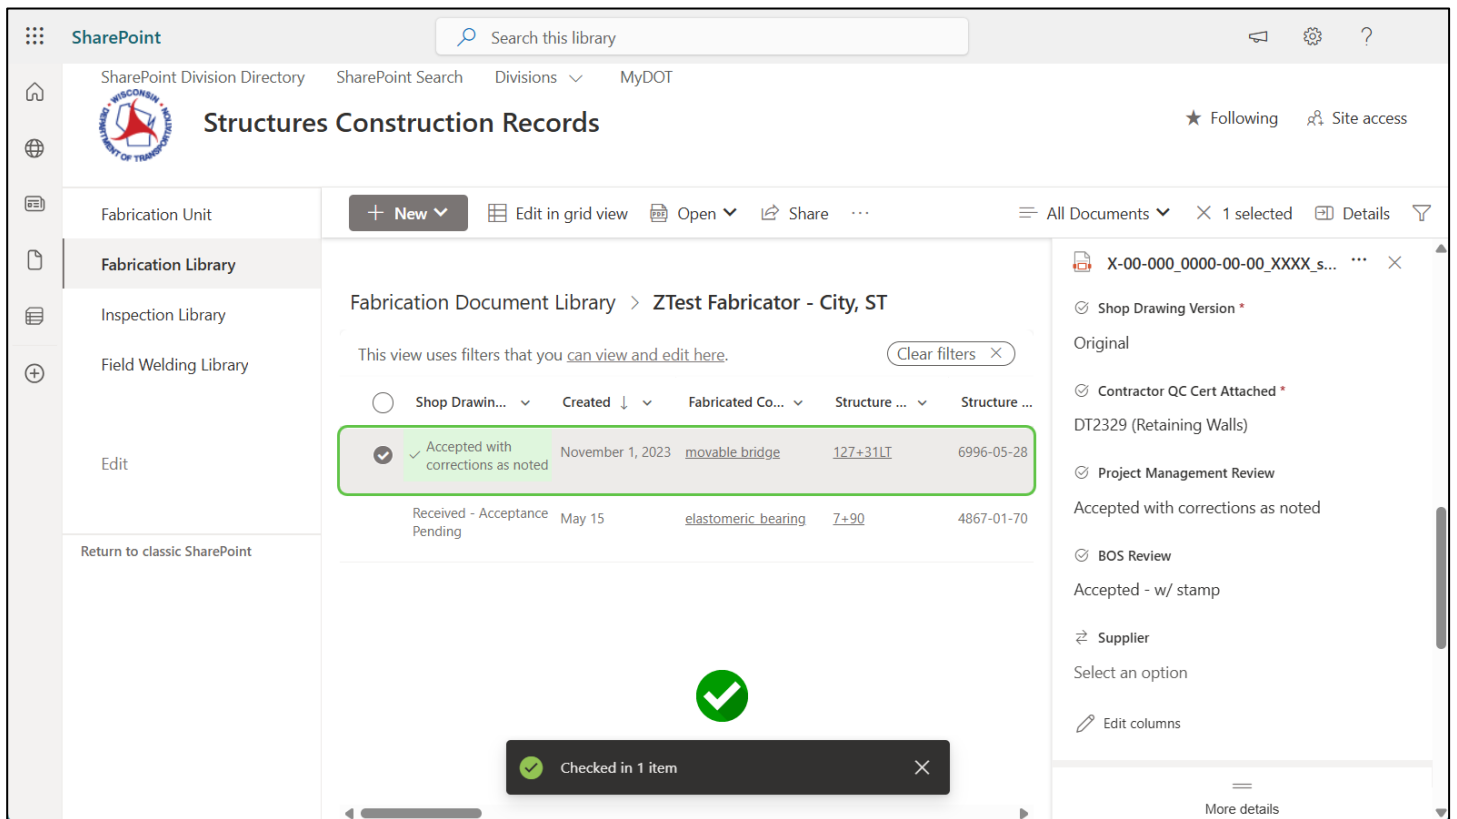 SharePoint
Search this library
?
SharePoint Division Directory SharePoint Search Divisions MyDOT
WISCONSIN
DEPARTMENT OF TRANSPORTATION
Structures Construction Records
Following Site access
Fabrication Unit
Fabrication Library
Inspection Library
Field Welding Library
Edit
Return to classic SharePoint
+ New Edit in grid view PDF Open Share ... All Documents 1 selected Details
Fabrication Document Library > ZTest Fabricator - City, ST
This view uses filters that you can view and edit here. Clear filters
Shop Drawin... Created ↓ Fabricated Co... Structure ... Structure ...
Accepted with
corrections as noted November 1, 2023 movable bridge 127+31LT 6996-05-28
Received - Acceptance
Pending May 15 elastomeric bearing 7+90 4867-01-70
Checked in 1 item
X-00-000_0000-00-00_XXXX_s... ...
Shop Drawing Version *
Original
Contractor QC Cert Attached *
DT2329 (Retaining Walls)
Project Management Review
Accepted with corrections as noted
BOS Review
Accepted - w/ stamp
Supplier
Select an option
Edit columns
More details